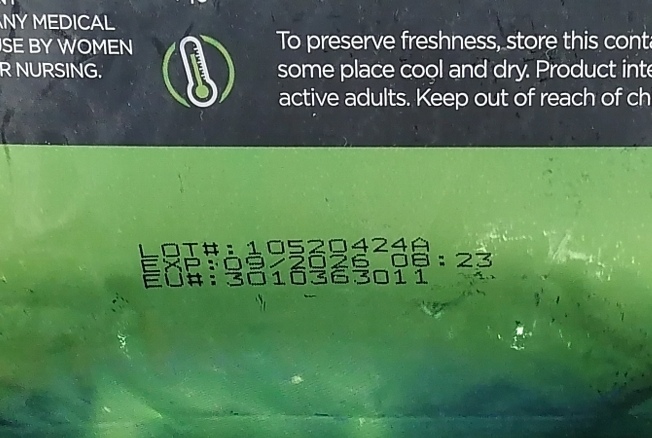 ANY MEDICAL
USE BY WOMEN
R NURSING.
To preserve freshness, store this conta
some place cool and dry. Product inte
active adults. Keep out of reach of ch
LOT#:10520424A
EXP:09/2026 06:23
EU#:3010363011